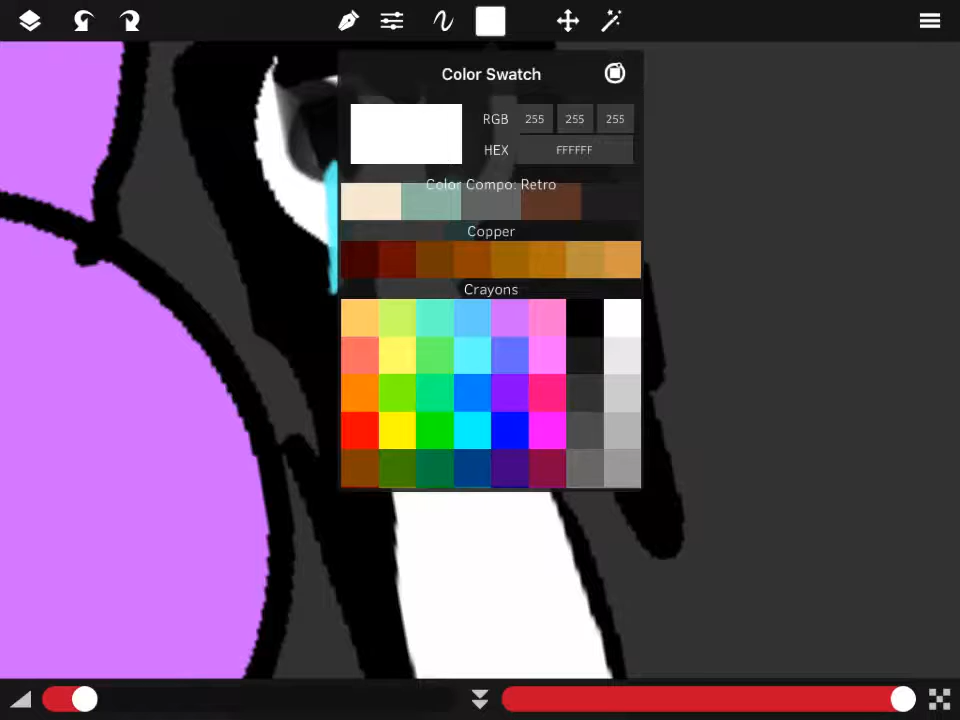 Color Swatch
RGB 255 255 255
HEX FFFFFF
Color Compo: Retro
Copper
Crayons